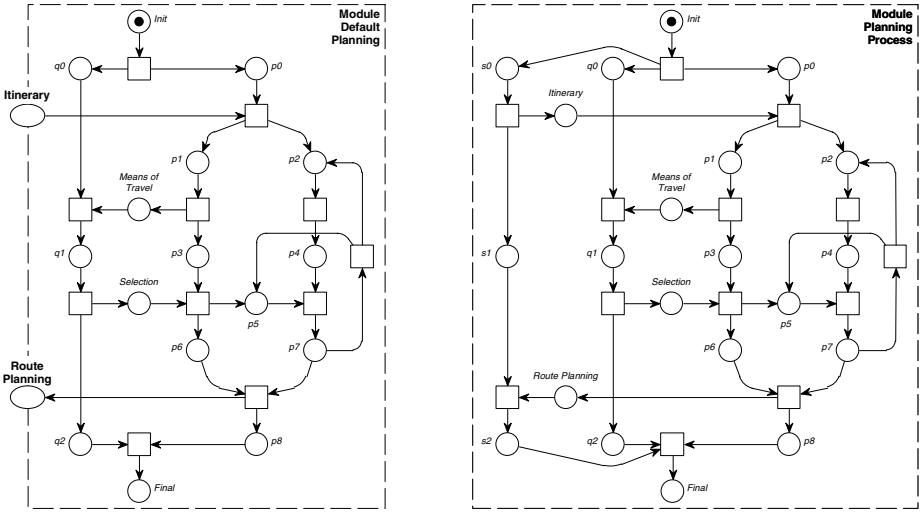 Init
Module
Default
Planning
q0
p0
Itinerary
p1
p2
Means of
Travel
q1
p3
p4
Selection
p5
p6
p7
Route
Planning
q2
p8
Final
Init
Module
Planning
Process
s0
q0
p0
Itinerary
p1
p2
Means of
Travel
s1
q1
p3
p4
Selection
p5
p6
p7
Route Planning
s2
q2
p8
Final